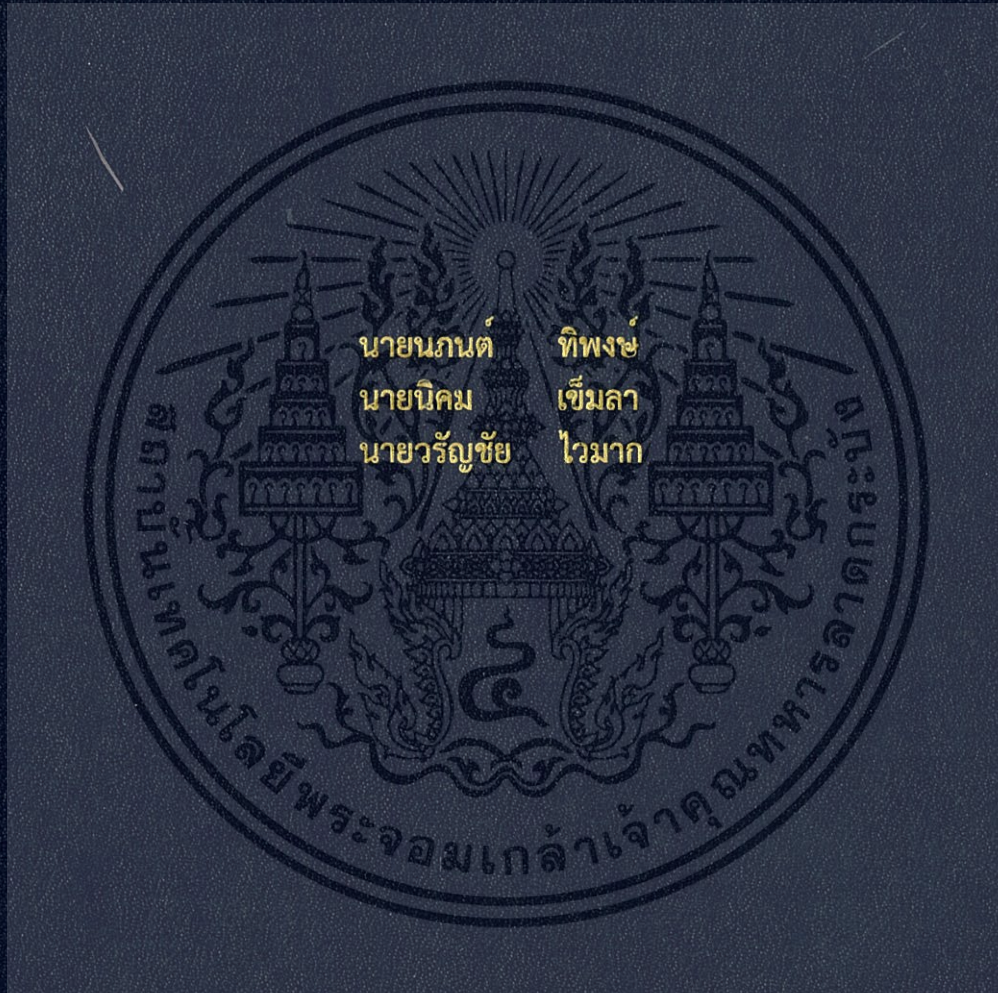 นายนภนต์ ทิพงษ์
นายนิคม เข็มลา
นายวรัญชัย ไวมาก
สถาบันเทคโนโลยีพระจอมเกล้าเจ้าคุณทหารลาดกระบัง